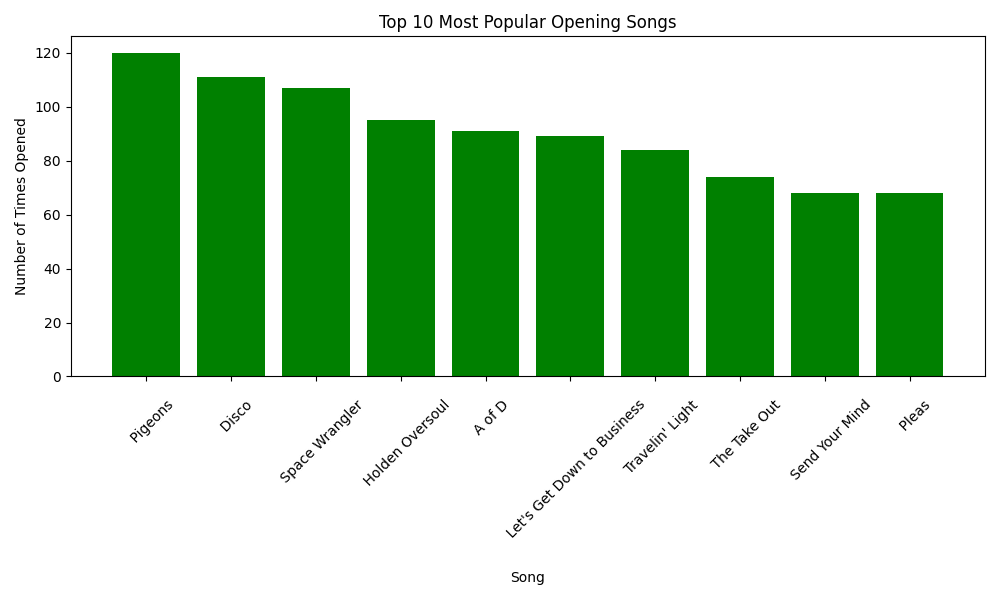 Top 10 Most Popular Opening Songs
Number of Times Opened
120
100
80
60
40
20
0
Pigeons
Disco
Space Wrangler
Holden Oversoul
A of D
Let's Get Down to Business
Travelin' Light
The Take Out
Send Your Mind
Pleas
Song